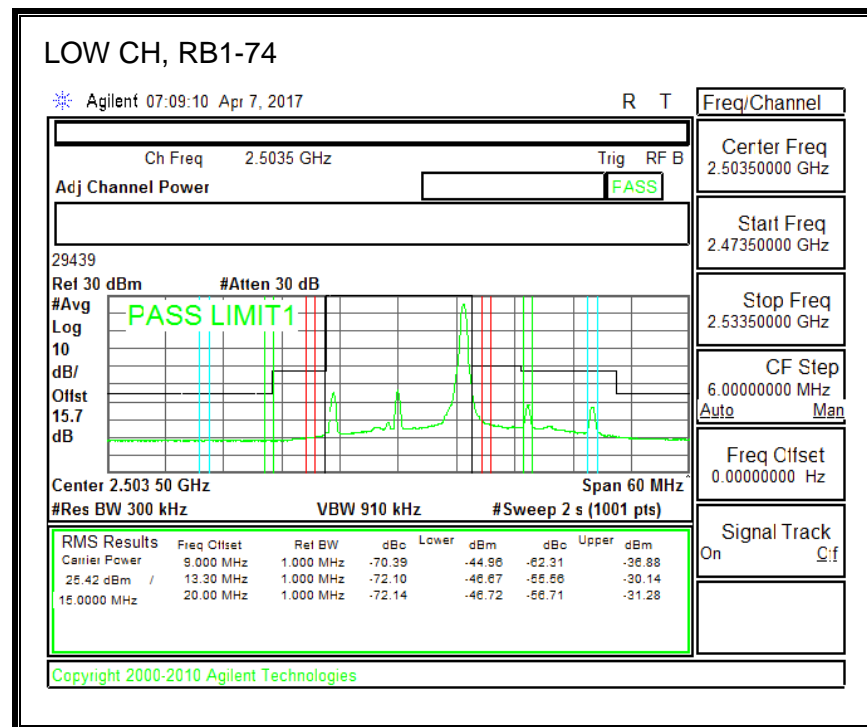 LOW CH, RB1-74
Agilent 07:09:10 Apr 7, 2017 R T
Freq/Channel
Ch Freq 2.5035 GHz Trig RF B
Adj Channel Power PASS
Center Freq
2.50350000 GHz
Start Freq
2.47350000 GHz
Stop Freq
2.53350000 GHz
CF Step
6.00000000 MHz
Auto Man
Freq Offset
0.00000000 Hz
Signal Track
On Off
29439
Ref 30 dBm #Atten 30 dB
#Avg
Log
10
dB/
Offst
15.7
dB
PASS LIMIT1
Center 2.503 50 GHz Span 60 MHz
#Res BW 300 kHz VBW 910 kHz #Sweep 2 s (1001 pts)
RMS Results Freq Offset Ref BW dBc Lower dBm dBc Upper dBm
Carrier Power 9.000 MHz 1.000 MHz -70.39 -44.96 -62.31 -36.88
25.42 dBm / 13.30 MHz 1.000 MHz -72.10 -46.67 -55.56 -30.14
15.0000 MHz 20.00 MHz 1.000 MHz -72.14 -46.72 -56.71 -31.28
Copyright 2000-2010 Agilent Technologies